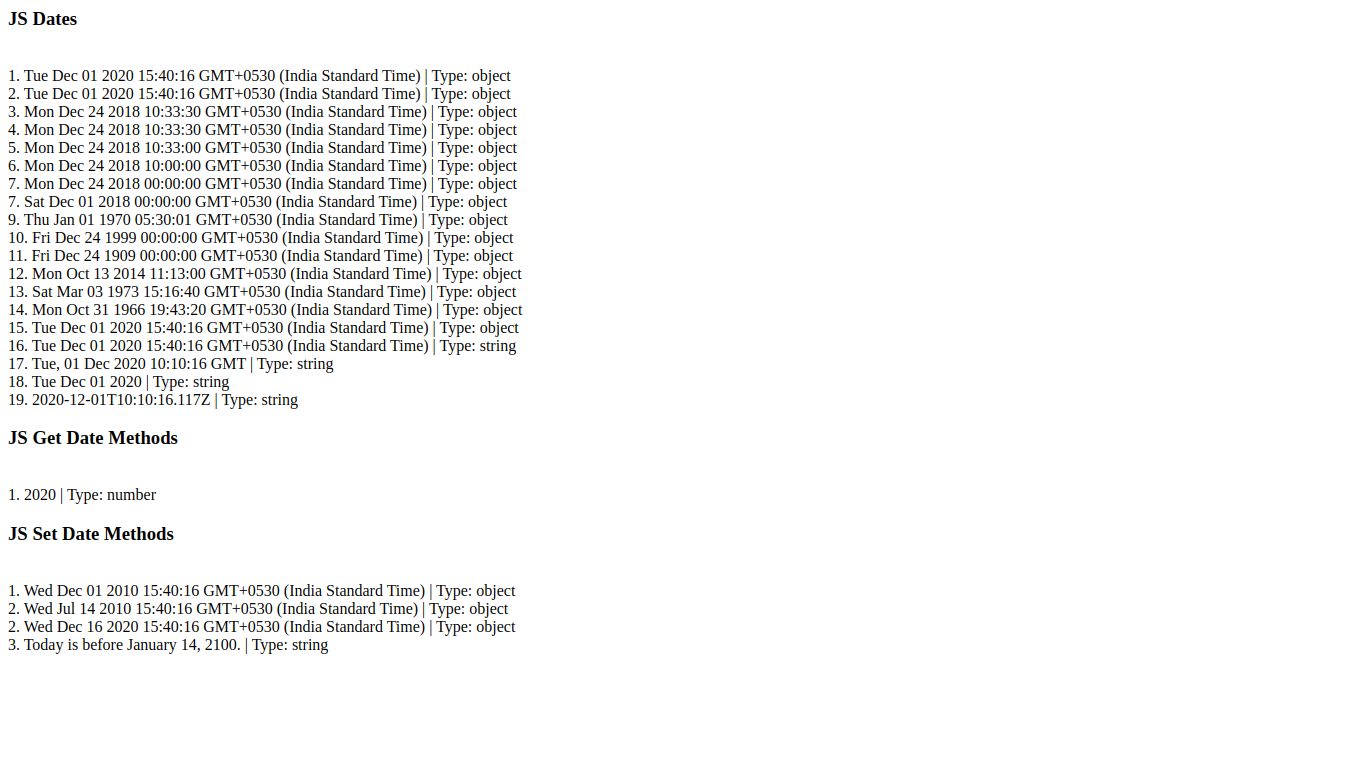 JS Dates
1. Tue Dec 01 2020 15:40:16 GMT+0530 (India Standard Time) | Type: object
2. Tue Dec 01 2020 15:40:16 GMT+0530 (India Standard Time) | Type: object
3. Mon Dec 24 2018 10:33:30 GMT+0530 (India Standard Time) | Type: object
4. Mon Dec 24 2018 10:33:30 GMT+0530 (India Standard Time) | Type: object
5. Mon Dec 24 2018 10:33:00 GMT+0530 (India Standard Time) | Type: object
6. Mon Dec 24 2018 10:00:00 GMT+0530 (India Standard Time) | Type: object
7. Mon Dec 24 2018 00:00:00 GMT+0530 (India Standard Time) | Type: object
7. Sat Dec 01 2018 00:00:00 GMT+0530 (India Standard Time) | Type: object
9. Thu Jan 01 1970 05:30:01 GMT+0530 (India Standard Time) | Type: object
10. Fri Dec 24 1999 00:00:00 GMT+0530 (India Standard Time) | Type: object
11. Fri Dec 24 1909 00:00:00 GMT+0530 (India Standard Time) | Type: object
12. Mon Oct 13 2014 11:13:00 GMT+0530 (India Standard Time) | Type: object
13. Sat Mar 03 1973 15:16:40 GMT+0530 (India Standard Time) | Type: object
14. Mon Oct 31 1966 19:43:20 GMT+0530 (India Standard Time) | Type: object
15. Tue Dec 01 2020 15:40:16 GMT+0530 (India Standard Time) | Type: object
16. Tue Dec 01 2020 15:40:16 GMT+0530 (India Standard Time) | Type: string
17. Tue, 01 Dec 2020 10:10:16 GMT | Type: string
18. Tue Dec 01 2020 | Type: string
19. 2020-12-01T10:10:16.117Z | Type: string
JS Get Date Methods
1. 2020 | Type: number
JS Set Date Methods
1. Wed Dec 01 2010 15:40:16 GMT+0530 (India Standard Time) | Type: object
2. Wed Jul 14 2010 15:40:16 GMT+0530 (India Standard Time) | Type: object
2. Wed Dec 16 2020 15:40:16 GMT+0530 (India Standard Time) | Type: object
3. Today is before January 14, 2100. | Type: string